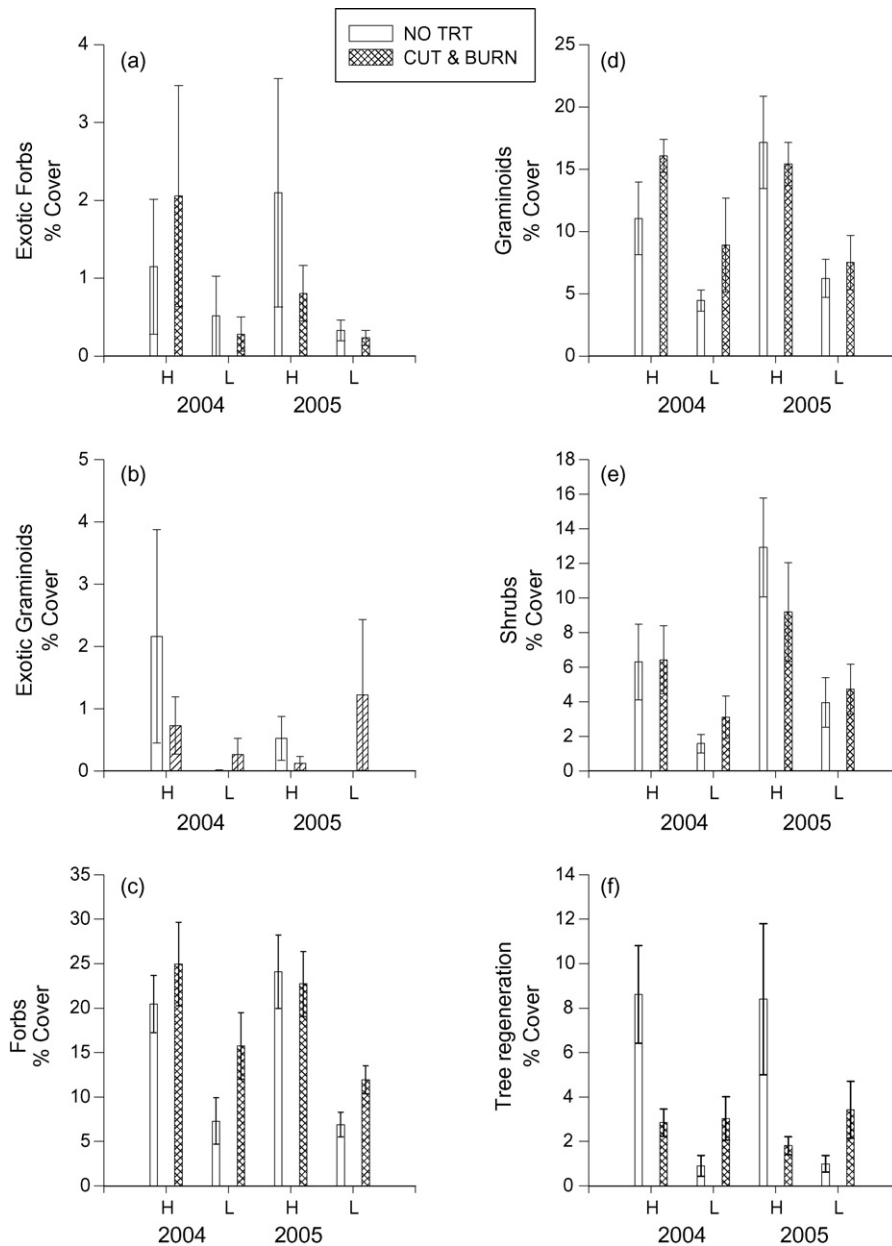 NO TRT
CUT & BURN
(a)
Exotic Forbs
% Cover
4
3
2
1
0
H L H L
2004 2005
(d)
Graminoids
% Cover
25
20
15
10
5
0
H L H L
2004 2005
(b)
Exotic Graminoids
% Cover
5
4
3
2
1
0
H L H L
2004 2005
(e)
Shrubs
% Cover
18
16
14
12
10
8
6
4
2
0
H L H L
2004 2005
(c)
Forbs
% Cover
35
30
25
20
15
10
5
0
H L H L
2004 2005
(f)
Tree regeneration
% Cover
14
12
10
8
6
4
2
0
H L H L
2004 2005